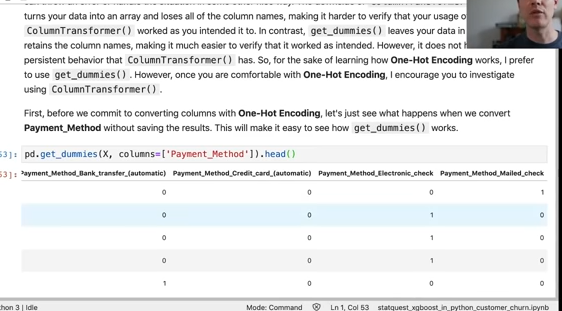 turns your data into an array and loses all of the column names, making it harder to verify that your usage o
ColumnTransformer() worked as you intended it to. In contrast, get_dummies() leaves your data in
retains the column names, making it much easier to verify that it worked as intended. However, it does not h
persistent behavior that ColumnTransformer() has. So, for the sake of learning how One-Hot Encoding works, I prefer
to use get_dummies(). However, once you are comfortable with One-Hot Encoding, I encourage you to investigate
using ColumnTransformer().
First, before we commit to converting columns with One-Hot Encoding, let's just see what happens when we convert
Payment_Method without saving the results. This will make it easy to see how get_dummies() works.
53]: pd.get_dummies(X, columns=['Payment_Method']).head()
53]: Payment_Method_Bank_transfer_(automatic) Payment_Method_Credit_card_(automatic) Payment_Method_Electronic_check Payment_Method_Mailed_check
0 0 0 1
0 0 1 0
0 0 1 0
0 0 1 0
1 0 0 0
thon 3 | Idle Mode: Command Ln 1, Col 53 statquest_xgboost_in_python_customer_churn.ipynb